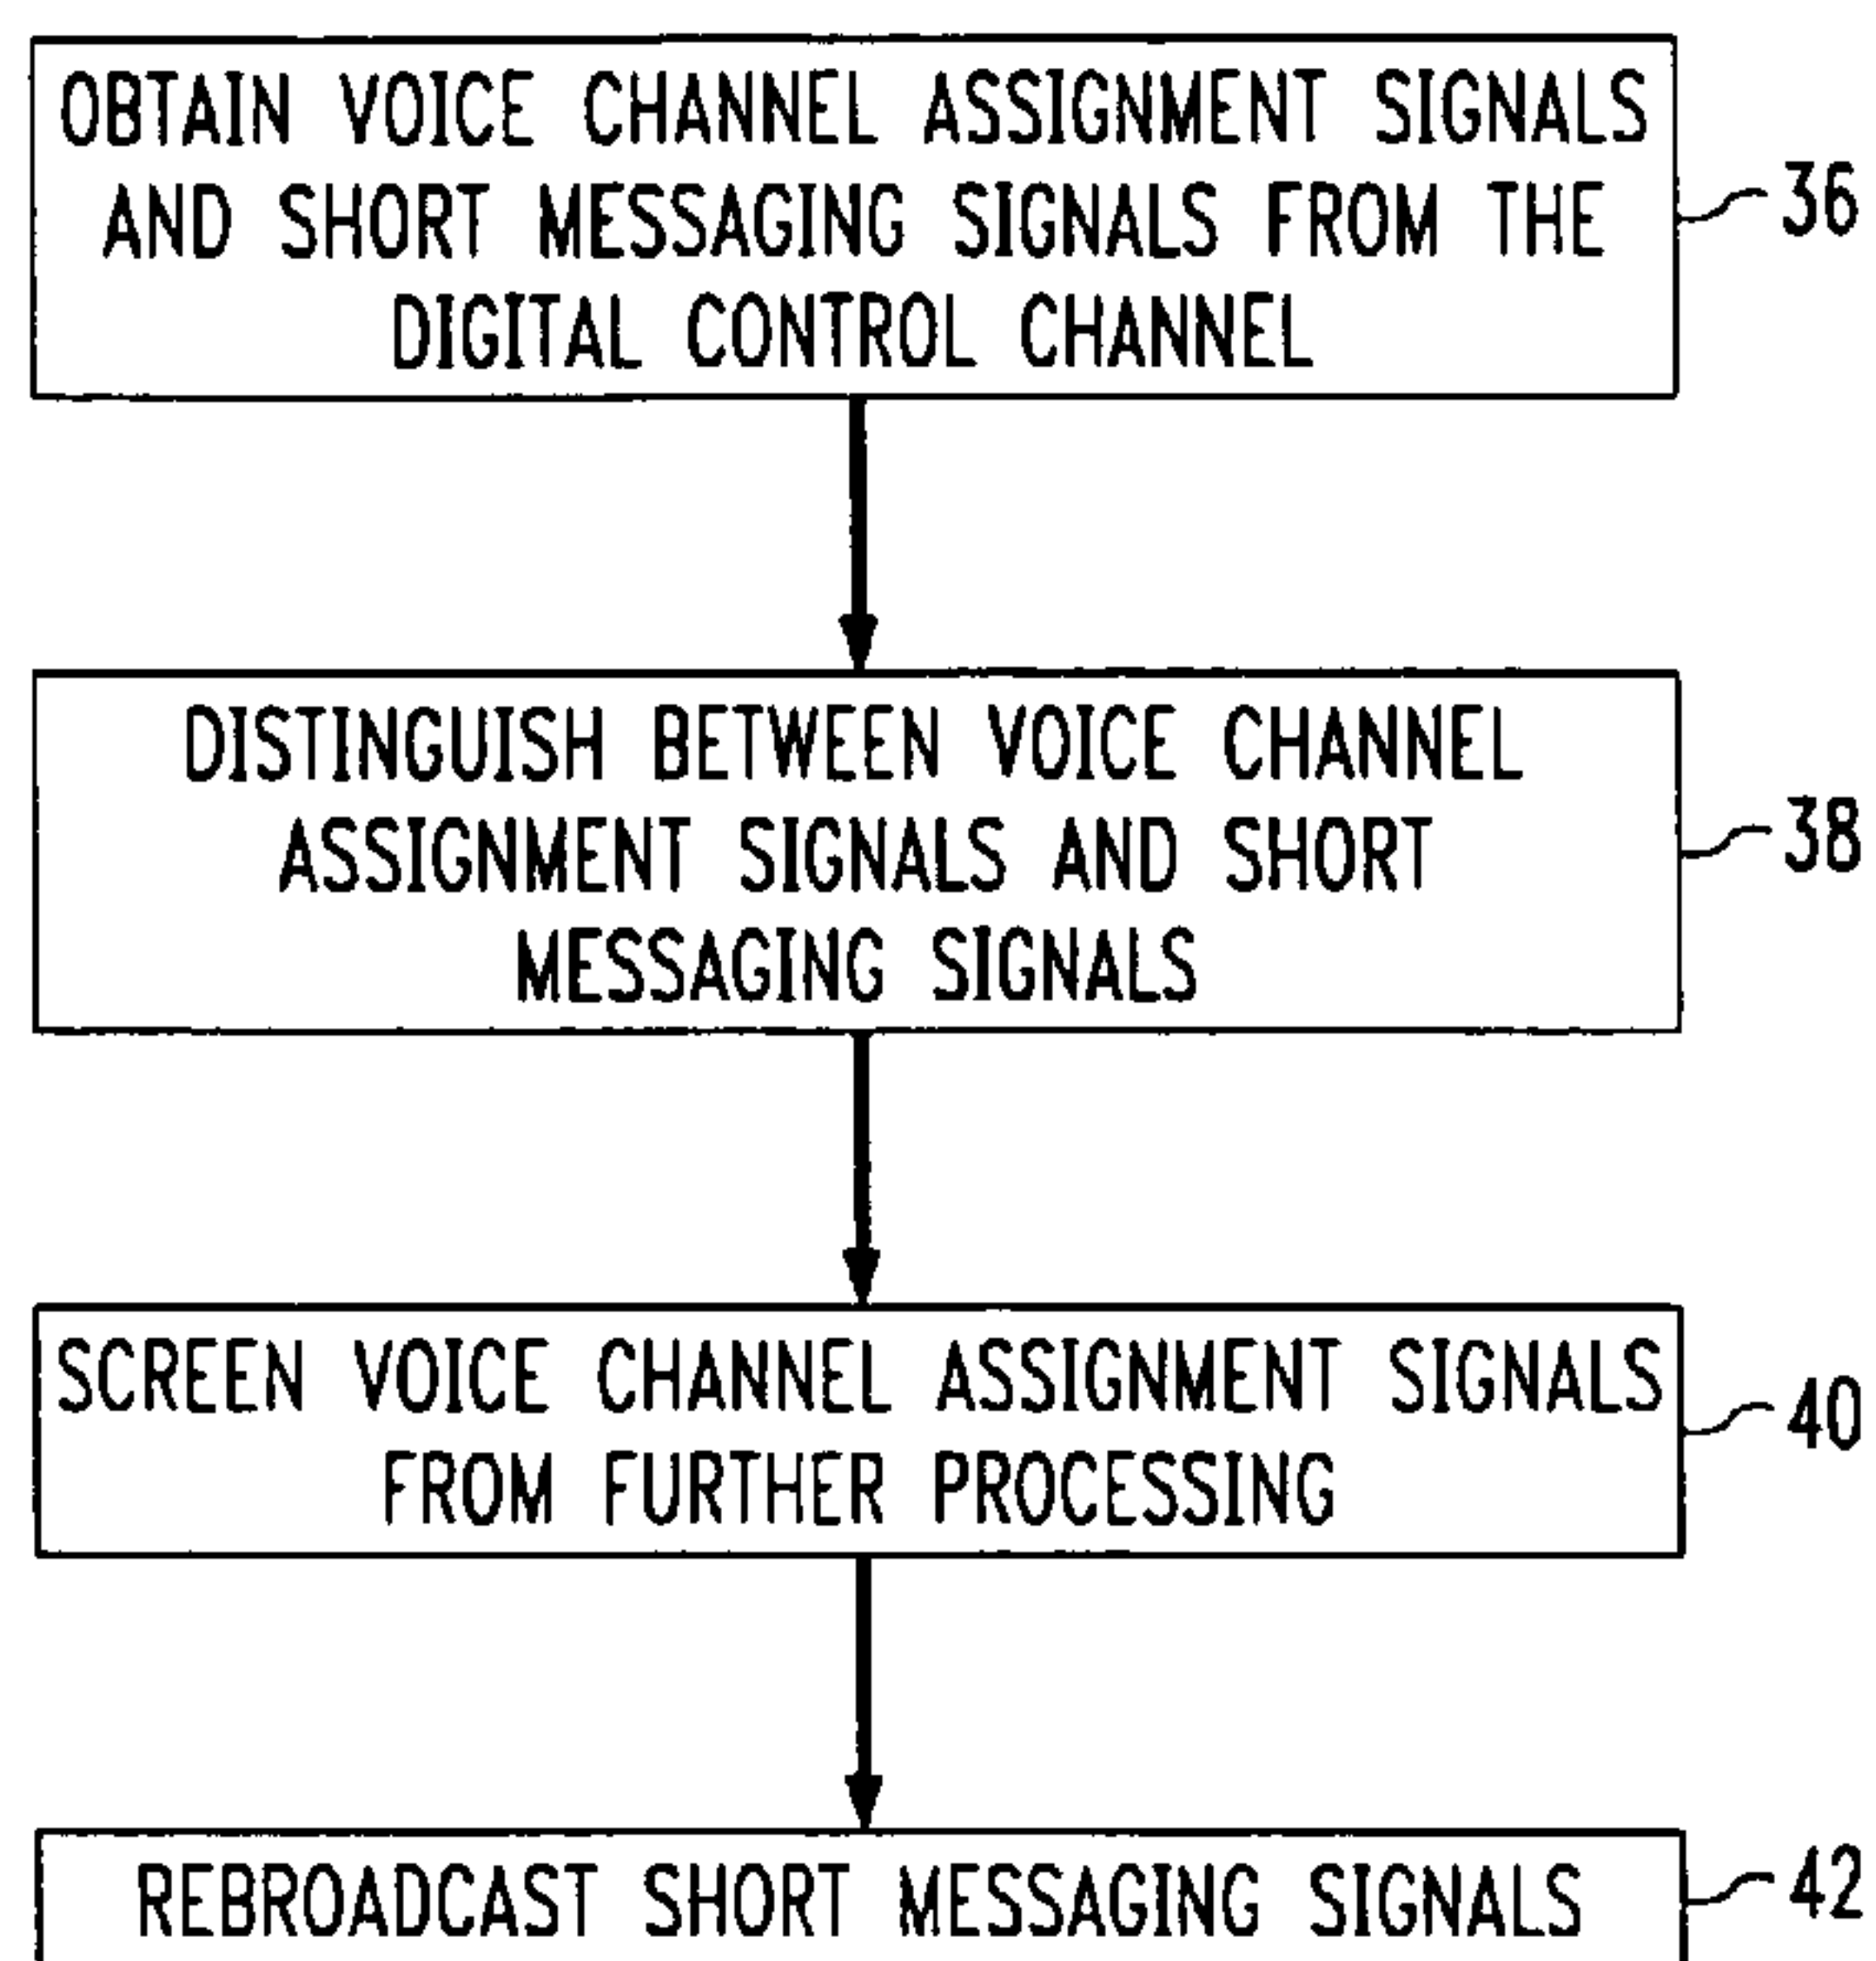 OBTAIN VOICE CHANNEL ASSIGNMENT SIGNALS
AND SHORT MESSAGING SIGNALS FROM THE
DIGITAL CONTROL CHANNEL
36
DISTINGUISH BETWEEN VOICE CHANNEL
ASSIGNMENT SIGNALS AND SHORT
MESSAGING SIGNALS
38
SCREEN VOICE CHANNEL ASSIGNMENT SIGNALS
FROM FURTHER PROCESSING
40
REBROADCAST SHORT MESSAGING SIGNALS
42